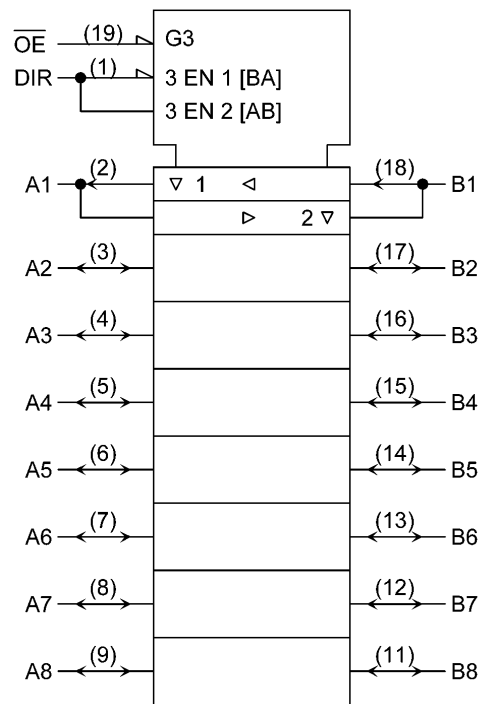 OE (19) G3
DIR (1) 3 EN 1 [BA]
3 EN 2 [AB]
A1 (2) 1 (18) B1
2
A2 (3) (17) B2
A3 (4) (16) B3
A4 (5) (15) B4
A5 (6) (14) B5
A6 (7) (13) B6
A7 (8) (12) B7
A8 (9) (11) B8